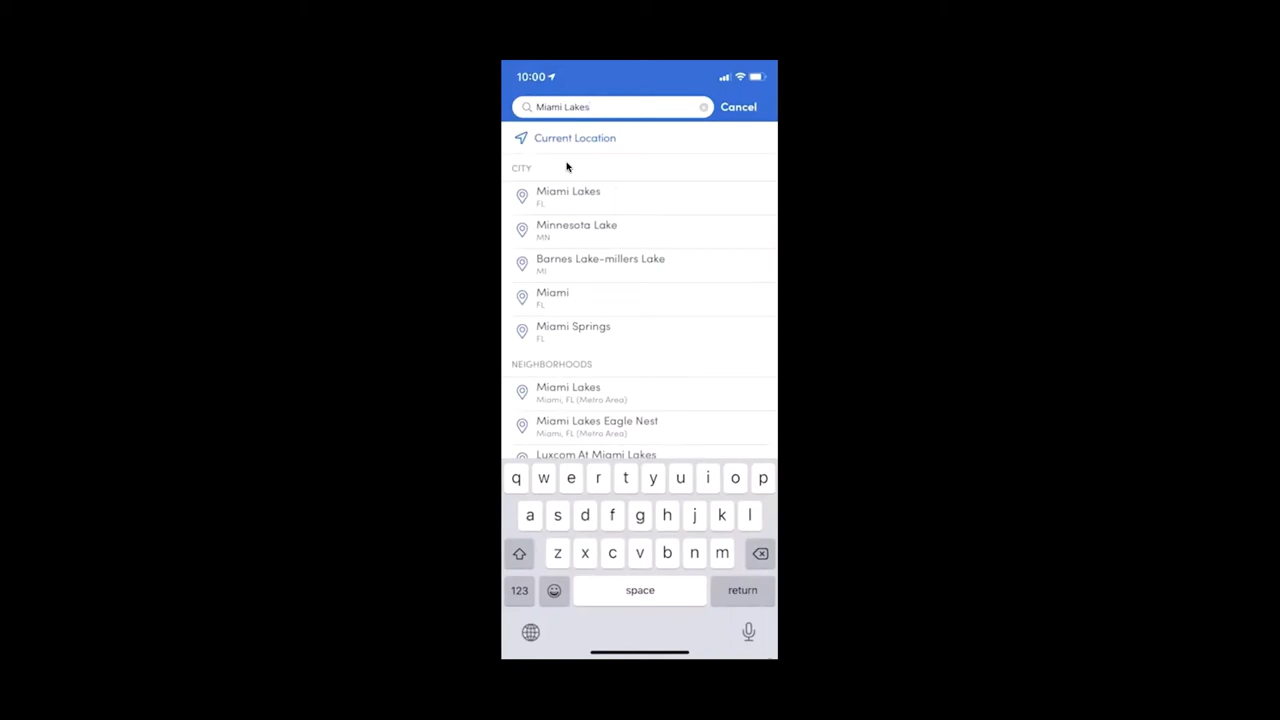 10:00
Miami Lakes
Cancel
Current Location
CITY
Miami Lakes
FL
Minnesota Lake
MN
Barnes Lake-millers Lake
MI
Miami
FL
Miami Springs
FL
NEIGHBORHOODS
Miami Lakes
Miami, FL (Metro Area)
Miami Lakes Eagle Nest
Miami, FL (Metro Area)
Luxcom At Miami Lakes
q w e r t y u i o p
a s d f g h j k l
z x c v b n m
123 space return